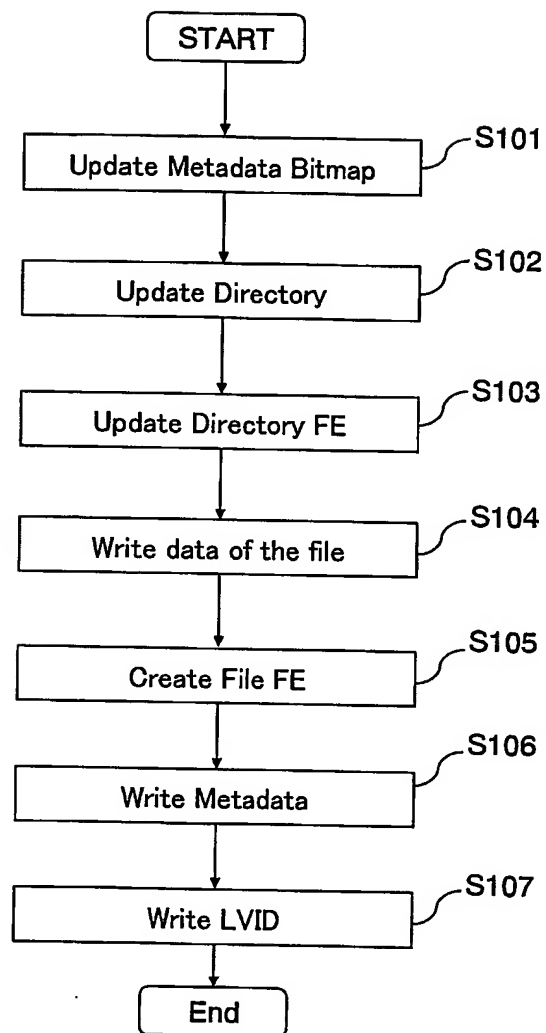 START
S101
Update Metadada Bitmap
S102
Update Directory
S103
Update Directory FE
S104
Write data of the file
S105
Create File FE
S106
Write Metadata
S107
Write LVID
End